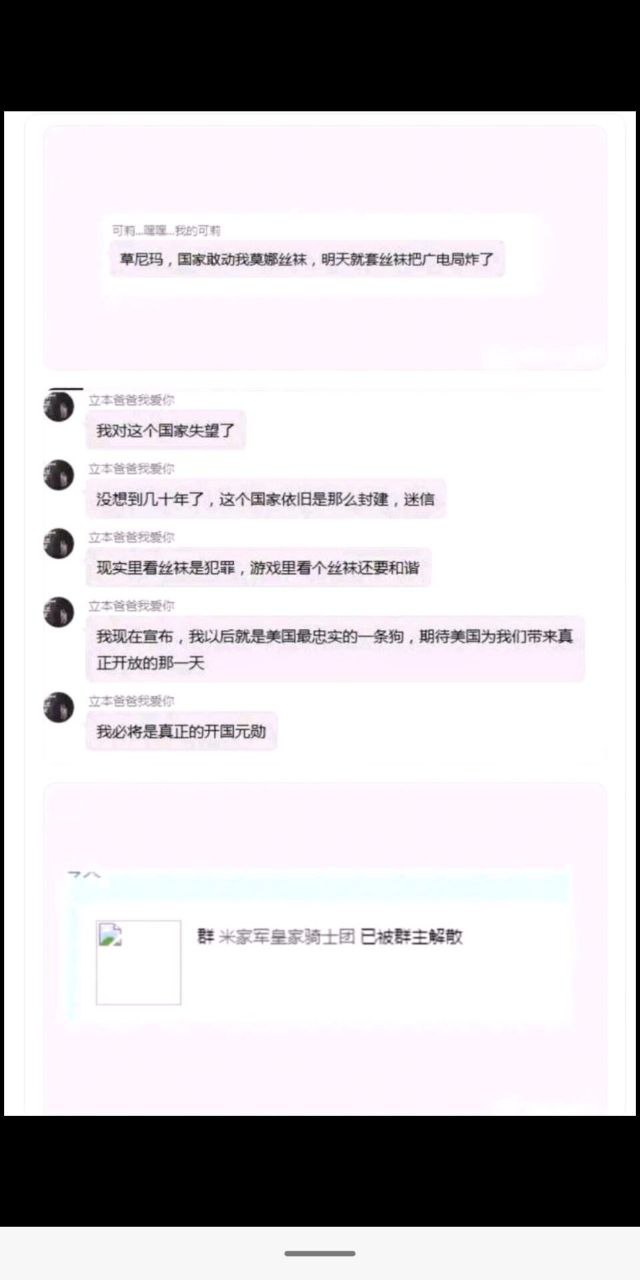 可莉...嘿嘿...我的可莉
草尼玛，国家敢动我莫娜丝袜，明天就套丝袜把广电局炸了
立本爸爸我爱你
我对这个国家失望了
立本爸爸我爱你
没想到几十年了，这个国家依旧是那么封建，迷信
立本爸爸我爱你
现实里看丝袜是犯罪，游戏里看个丝袜还要和谐
立本爸爸我爱你
我现在宣布，我以后就是美国最忠实的一条狗，期待美国为我们带来真
正开放的那一天
立本爸爸我爱你
我必将是真正的开国元勋
群 米家军皇家骑士团 已被群主解散